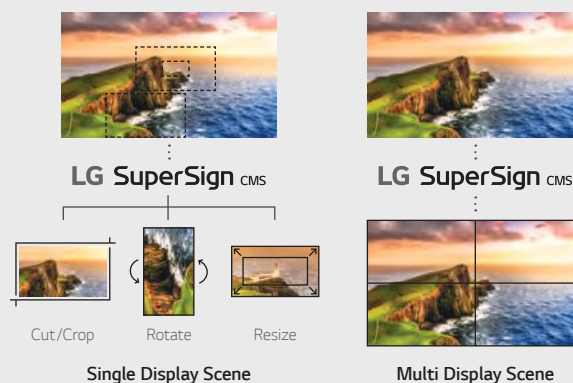 LG SuperSign CMS
Cut/Crop
Rotate
Resize
Single Display Scene
LG SuperSign CMS
Multi Display Scene